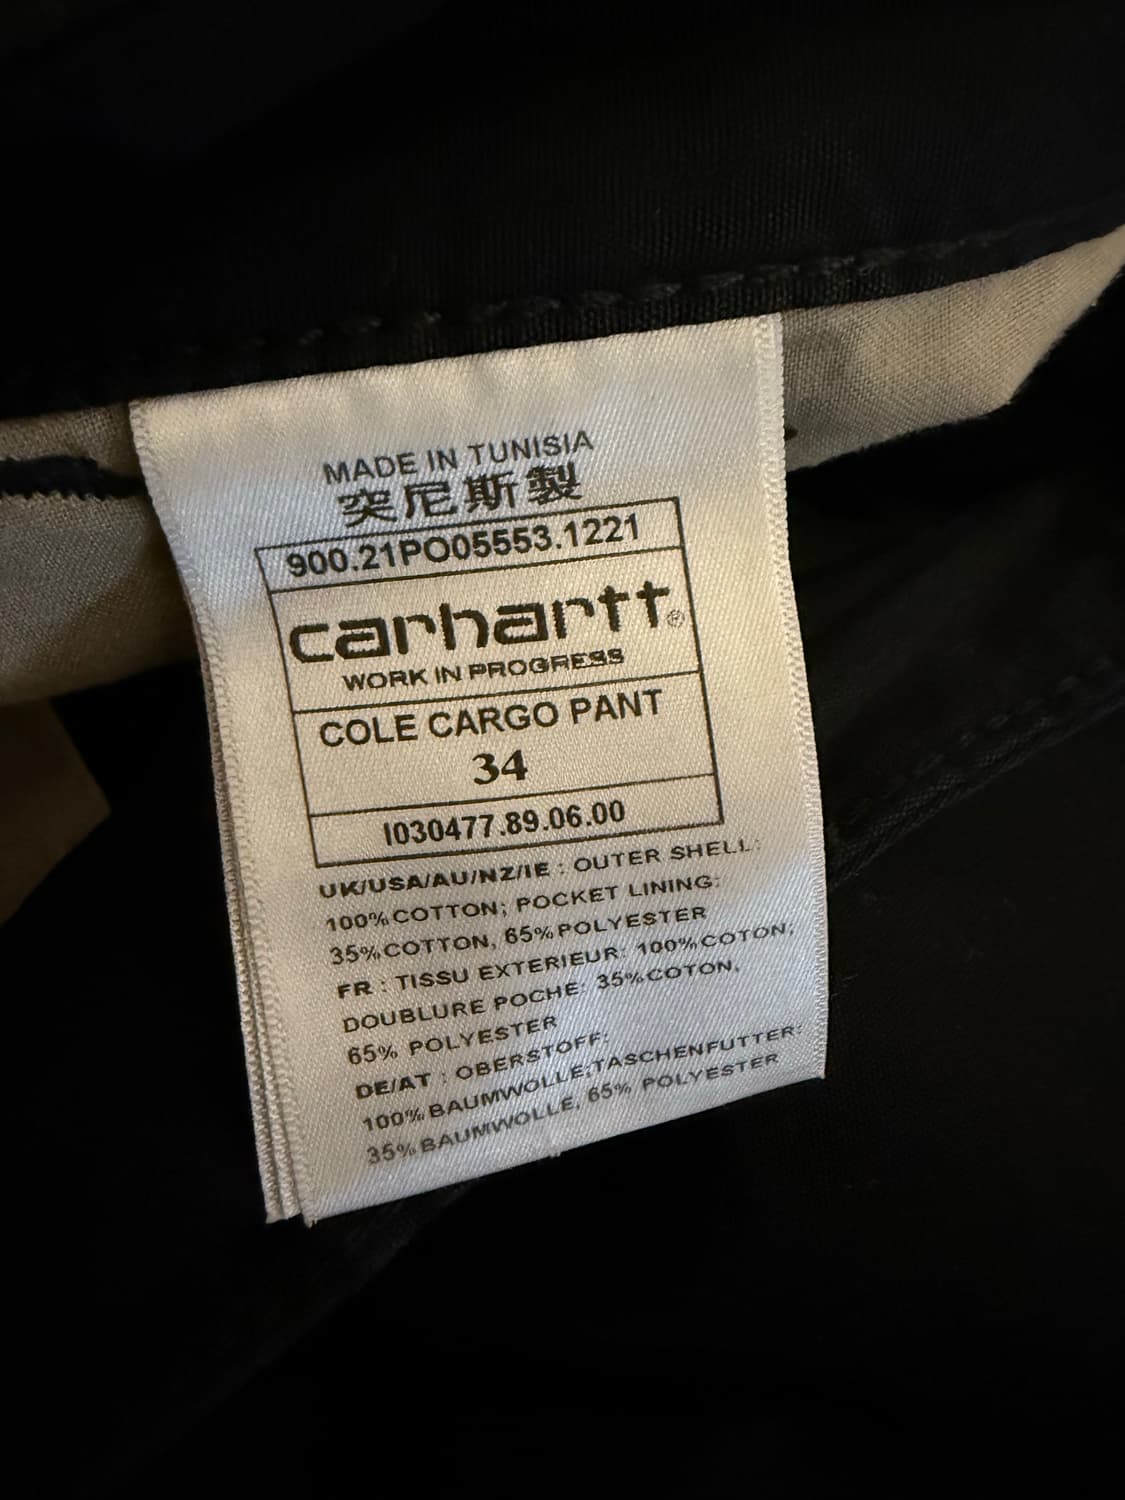 MADE IN TUNISIA
突尼斯製
900.21PO05553.1221
carhartt®
WORK IN PROGRESS
COLE CARGO PANT
34
I030477.89.06.00
UK/USA/AU/NZ/IE : OUTER SHELL:
100%COTTON; POCKET LINING:
35%COTTON, 65%POLYESTER
FR : TISSU EXTERIEUR: 100%COTON;
DOUBLURE POCHE: 35%COTON,
65% POLYESTER
DE/AT : OBERSTOFF:
100%BAUMWOLLE;TASCHENFUTTER:
35%BAUMWOLLE, 65% POLYESTER